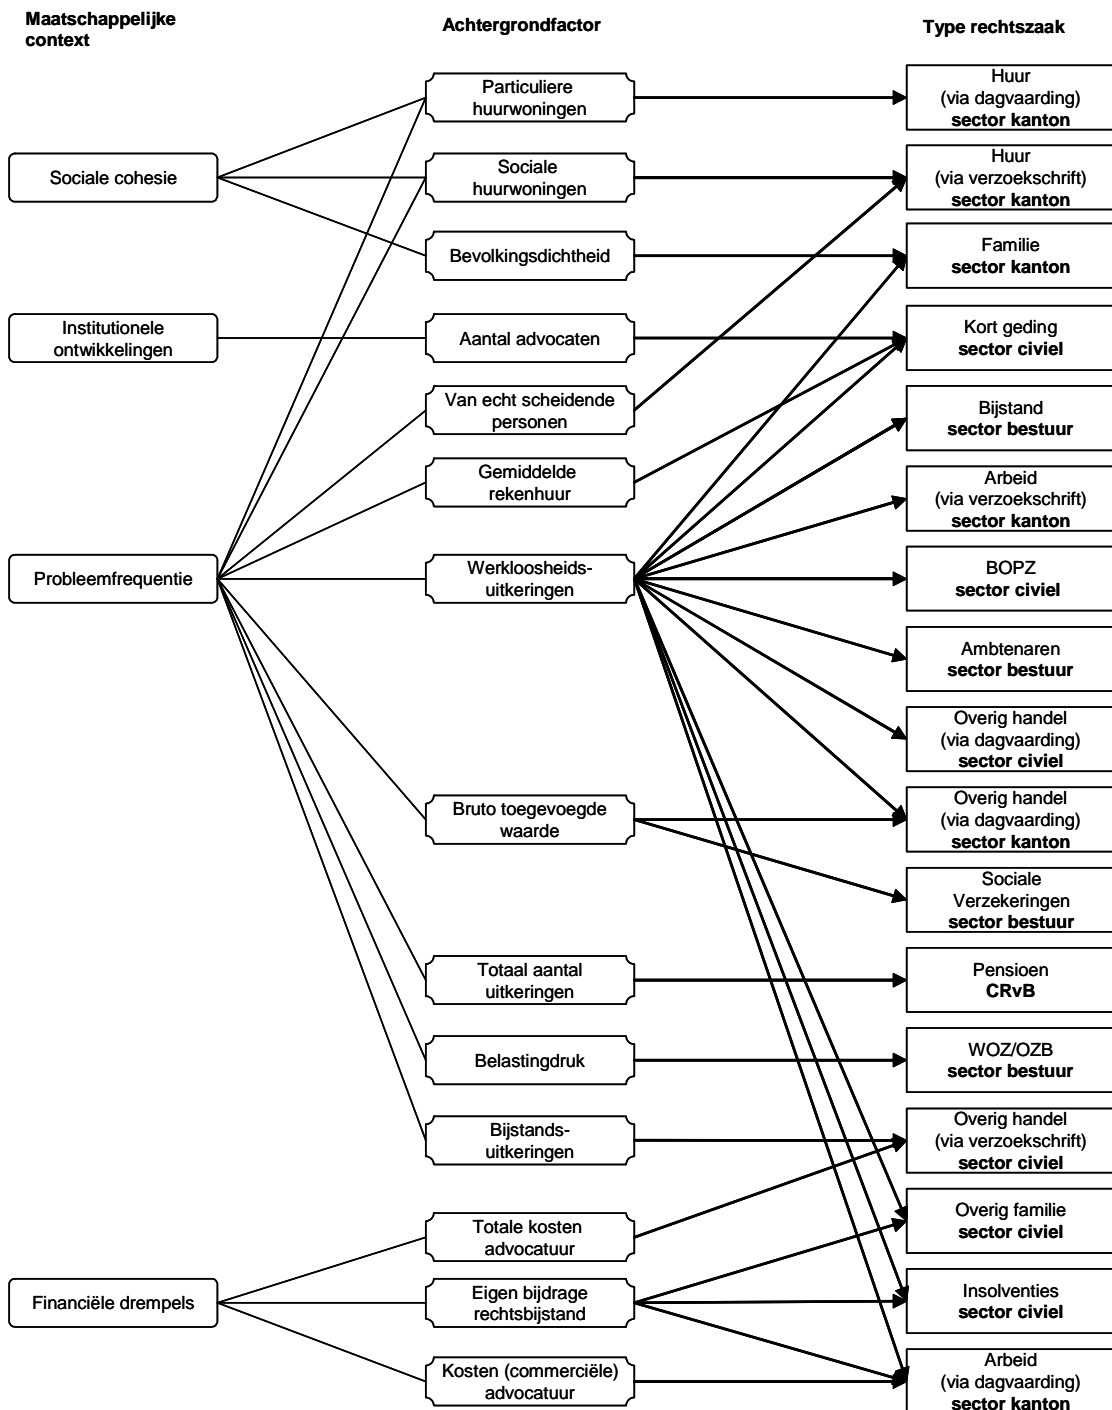 Maatschappelijke
context
Achtergrondfactor
Type rechtszaak
Sociale cohesie
Institutionele
ontwikkelingen
Probleemfrequentie
Financiële drempels
Particuliere
huurwoningen
Sociale
huurwoningen
Bevolkingsdichtheid
Aantal advocaten
Van echt scheidende
personen
Gemiddelde
rekenhuur
Werkloosheids-
uitkeringen
Bruto toegevoegde
waarde
Totaal aantal
uitkeringen
Belastingdruk
Bijstands-
uitkeringen
Totale kosten
advocatuur
Eigen bijdrage
rechtsbijstand
Kosten (commerciële)
advocatuur
Huur
(via dagvaarding)
sector kanton
Huur
(via verzoekschrift)
sector kanton
Familie
sector kanton
Kort geding
sector civiel
Bijstand
sector bestuur
Arbeid
(via verzoekschrift)
sector kanton
BOPZ
sector civiel
Ambtenaren
sector bestuur
Overig handel
(via dagvaarding)
sector civiel
Overig handel
(via dagvaarding)
sector kanton
Sociale
Verzekeringen
sector bestuur
Pensioen
CRvB
WOZ/OZB
sector bestuur
Overig handel
(via verzoekschrift)
sector civiel
Overig familie
sector civiel
Insolventies
sector civiel
Arbeid
(via dagvaarding)
sector kanton